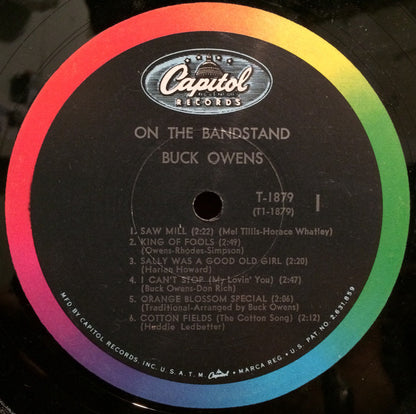 Capitol
RECORDS
ON THE BANDSTAND
BUCK OWENS
T-1879
(T1-1879)
1
1. SAW MILL (2:22) (Mel Tillis-Horace Whatley)
2. KING OF FOOLS (2:49)
(Owens-Rhodes-Simpson)
3. SALLY WAS A GOOD OLD GIRL (2:20)
(Harlan Howard)
4. I CAN'T STOP (My Lovin' You) (2:47)
(Buck Owens-Don Rich)
5. ORANGE BLOSSOM SPECIAL (2:06)
(Traditional-Arranged by Buck Owens)
6. COTTON FIELDS (The Cotton Song) (2:12)
(Huddie Ledbetter)
MFD BY CAPITOL RECORDS, INC. U.S.A. T.M. Capitol MARCA REG. • U.S. PAT. NO. 2,631,859